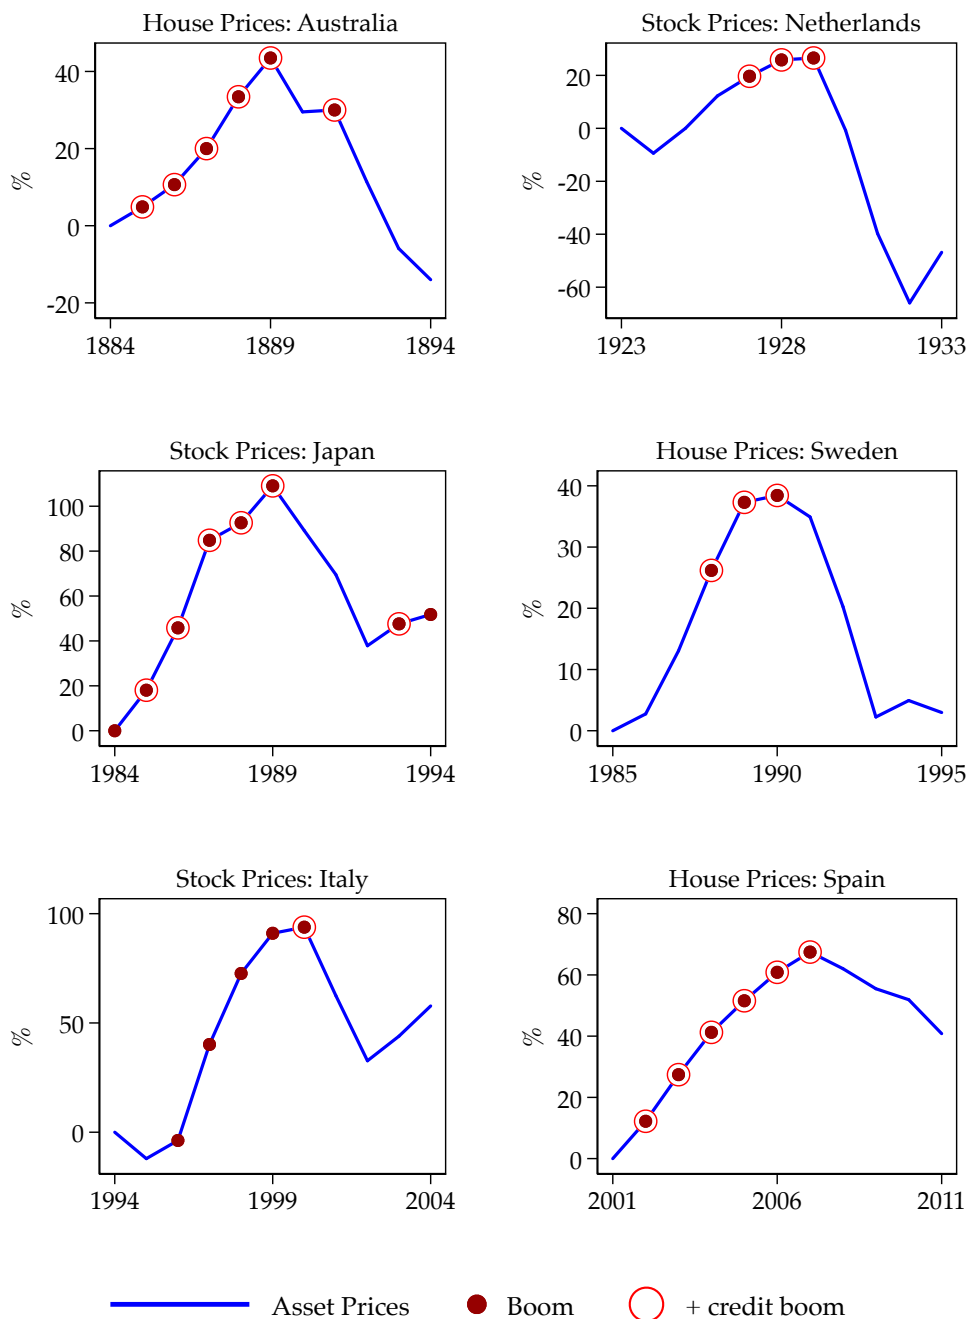 House Prices: Australia
%
40
20
0
-20
1884 1889 1894
Stock Prices: Netherlands
%
20
0
-20
-40
-60
1923 1928 1933
Stock Prices: Japan
%
100
80
60
40
20
0
1984 1989 1994
House Prices: Sweden
%
40
30
20
10
0
1985 1990 1995
Stock Prices: Italy
%
100
50
0
1994 1999 2004
House Prices: Spain
%
80
60
40
20
0
2001 2006 2011
Asset Prices Boom + credit boom